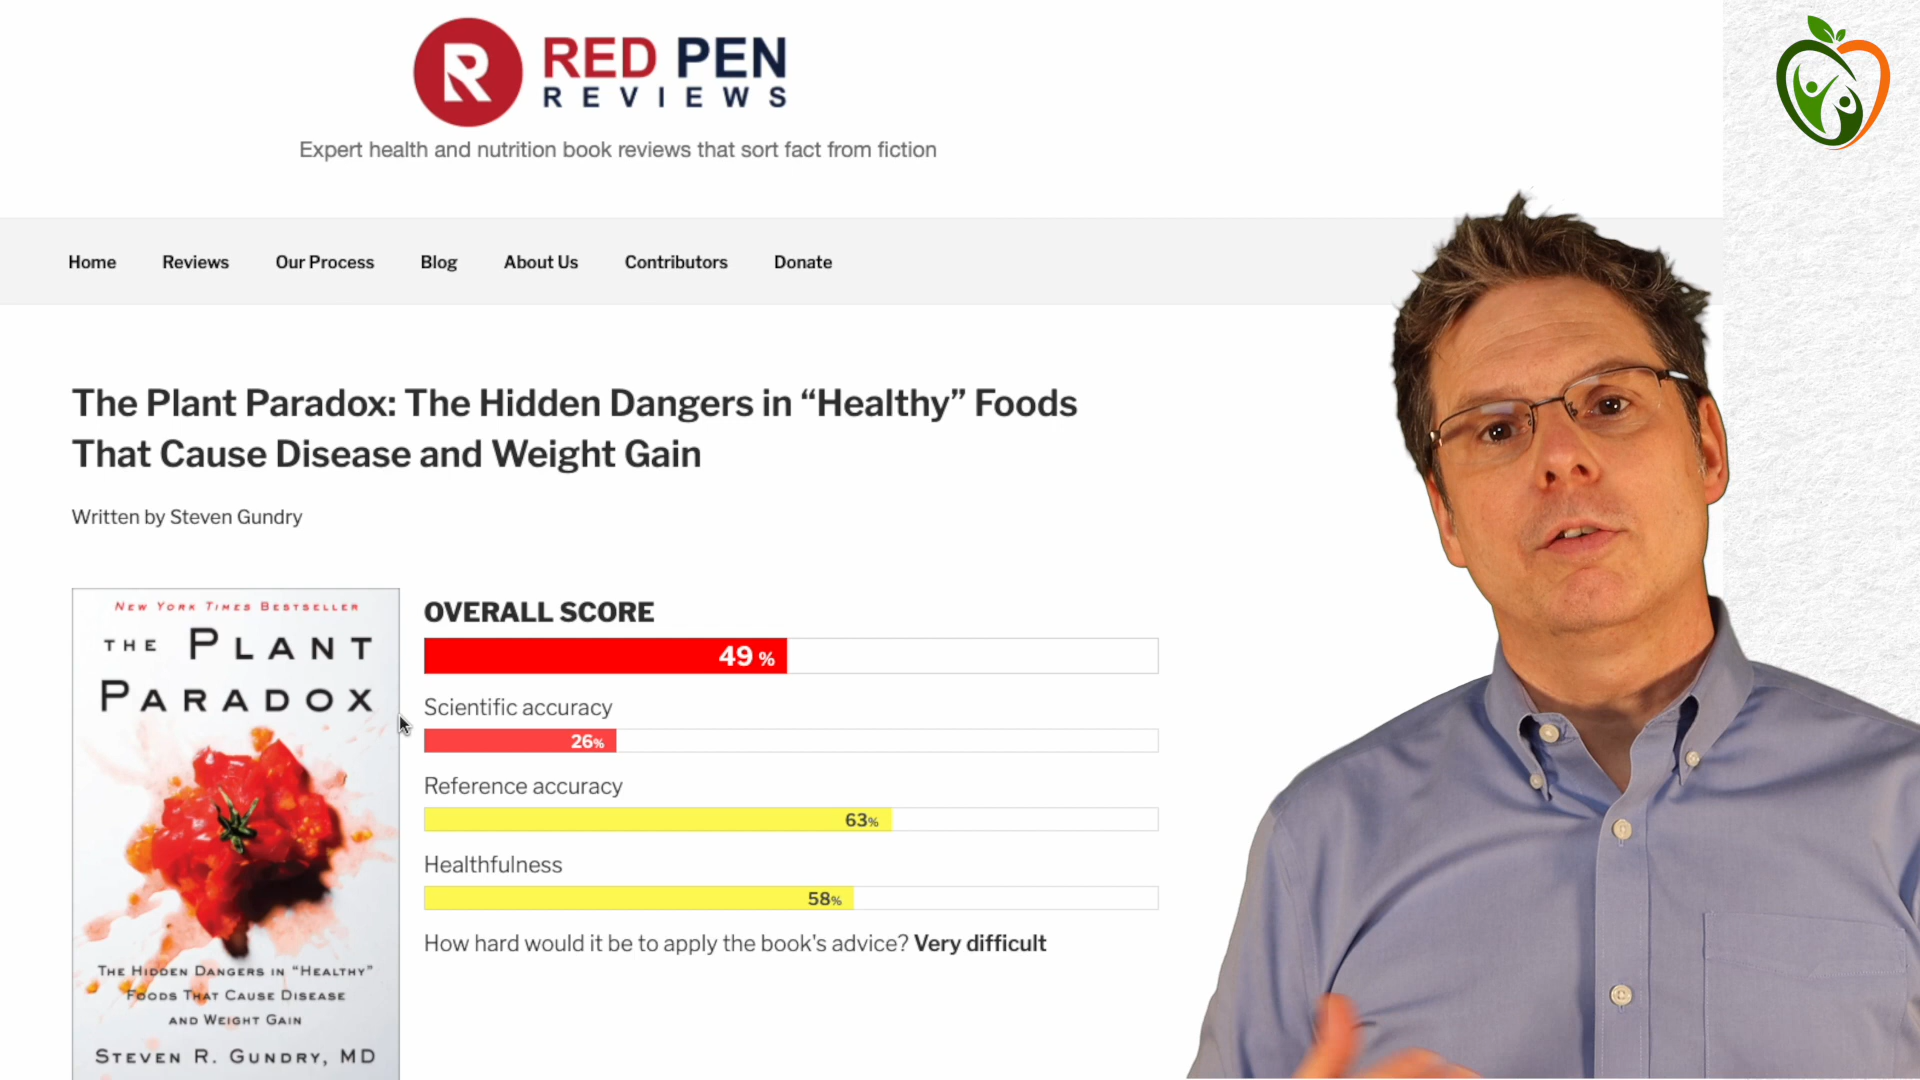 R
RED PEN
REVIEWS
Expert health and nutrition book reviews that sort fact from fiction
Home Reviews Our Process Blog About Us Contributors Donate
The Plant Paradox: The Hidden Dangers in “Healthy” Foods
That Cause Disease and Weight Gain
Written by Steven Gundry
NEW YORK TIMES BESTSELLER
THE PLANT
PARADOX
THE HIDDEN DANGERS IN “HEALTHY”
FOODS THAT CAUSE DISEASE
AND WEIGHT GAIN
STEVEN R. GUNDRY, MD
OVERALL SCORE
49 %
Scientific accuracy
26%
Reference accuracy
63%
Healthfulness
58%
How hard would it be to apply the book's advice? Very difficult